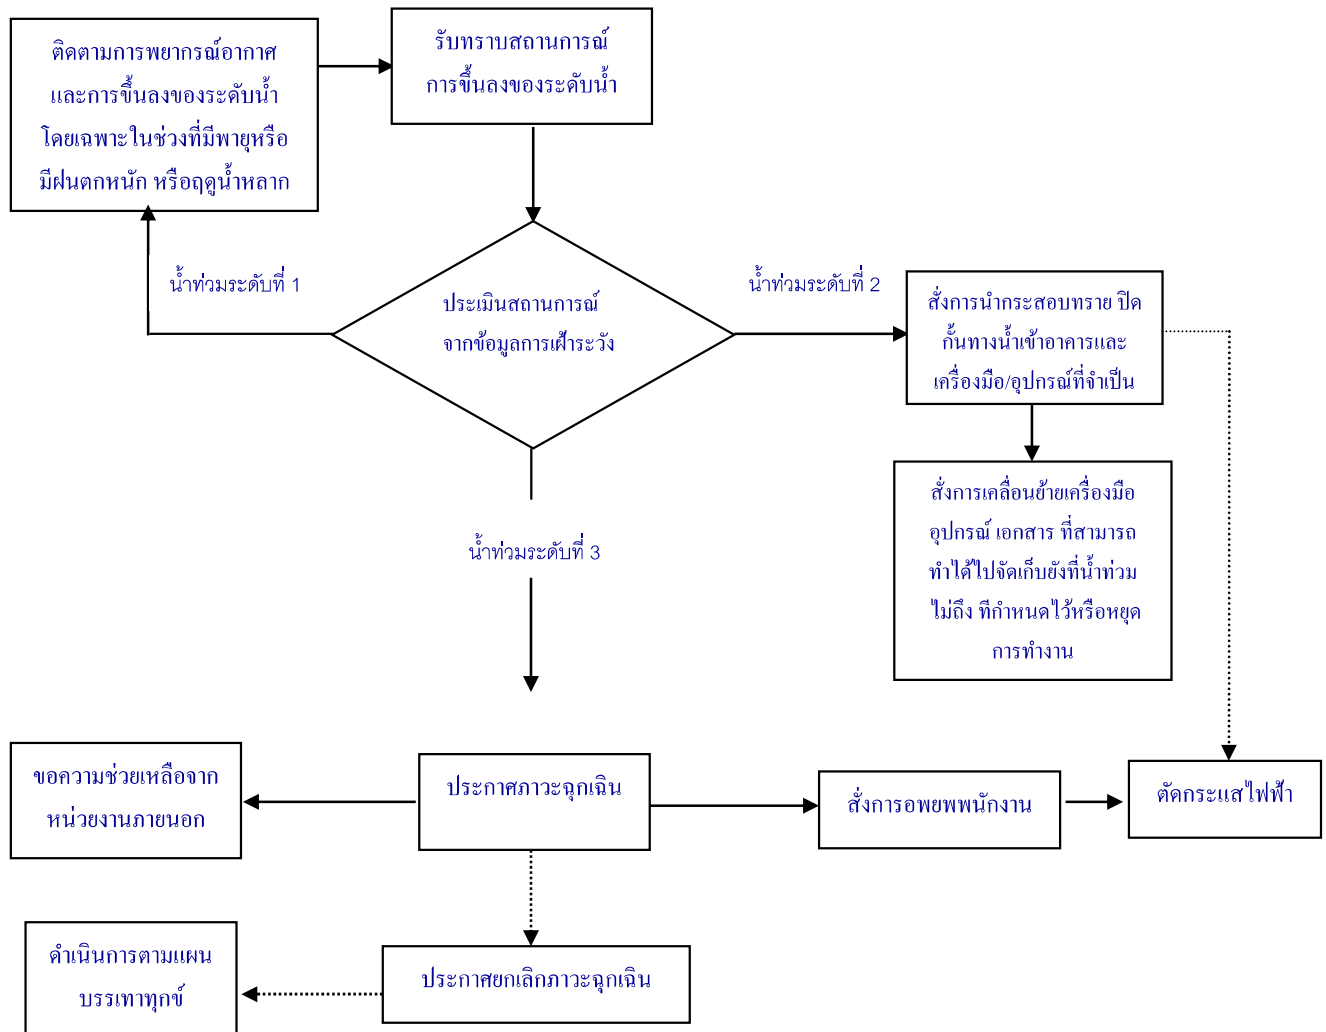 ติดตามการพยากรณ์อากาศ
และการขึ้นลงของระดับน้ำ
โดยเฉพาะในช่วงที่มีพายุหรือ
มีฝนตกหนัก หรือฤดูน้ำหลาก
รับทราบสถานการณ์
การขึ้นลงของระดับน้ำ
น้ำท่วมระดับที่ 1
ประเมินสถานการณ์
จากข้อมูลการเฝ้าระวัง
น้ำท่วมระดับที่ 2
สั่งการนำกระสอบทราย ปิด
กั้นทางน้ำเข้าอาคารและ
เครื่องมือ/อุปกรณ์ที่จำเป็น
สั่งการเคลื่อนย้ายเครื่องมือ
อุปกรณ์ เอกสาร ที่สามารถ
ทำได้ไปจัดเก็บยังที่น้ำท่วม
ไม่ถึง ทีกำหนดไว้หรือหยุด
การทำงาน
น้ำท่วมระดับที่ 3
ขอความช่วยเหลือจาก
หน่วยงานภายนอก
ประกาศภาวะฉุกเฉิน
สั่งการอพยพพนักงาน
ตัดกระแสไฟฟ้า
ดำเนินการตามแผน
บรรเทาทุกข์
ประกาศยกเลิกภาวะฉุกเฉิน